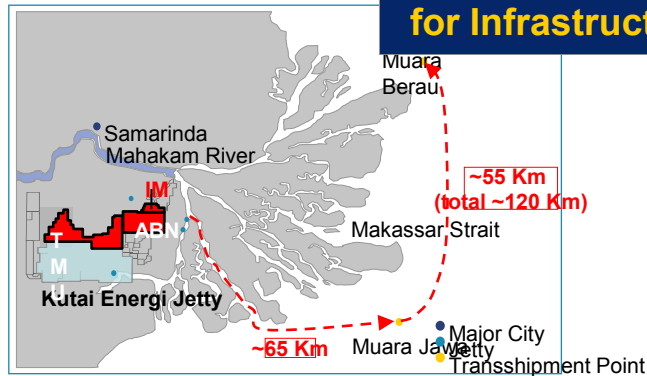 for Infrastruct
Muara
Berau
Samarinda
Mahakam River
IM
~55 Km
(total ~120 Km)
ABN
Makassar Strait
T
M
U
Kutai Energi Jetty
~65 Km
Muara Jawa
Major City
Jetty
Transshipment Point